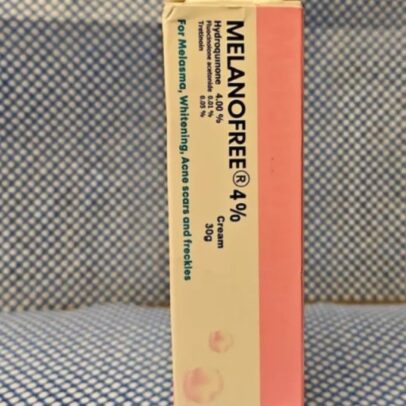 MELANOFREE® 4%
Hydroquinone 4.00 %
Fluocinolone acetonide 0.01 %
Tretinoin 0.05 %
Cream
30g
For Melasma, Whitening, Acne scars and freckles